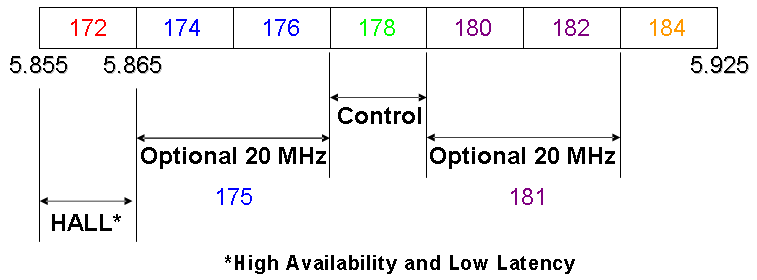 172 174 176 178 180 182 184
5.855 5.865 5.925
Control
Optional 20 MHz Optional 20 MHz
175 181
HALL*
*High Availability and Low Latency